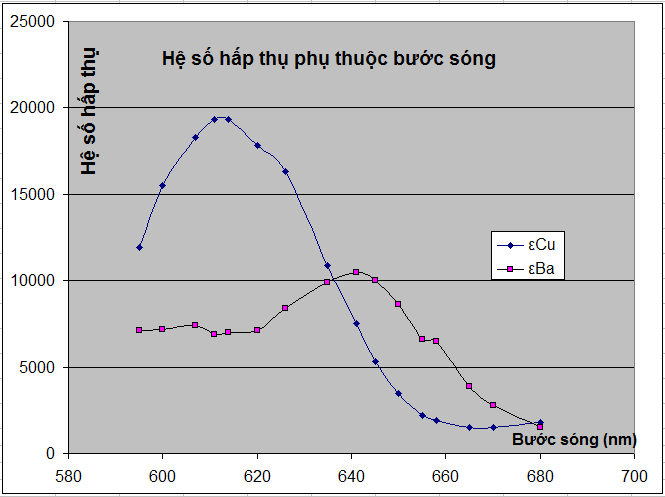 25000
Hệ số hấp thụ phụ thuộc bước sóng
Hệ số hấp thụ
20000
15000
εCu
εBa
10000
5000
Bước sóng (nm)
0
580 600 620 640 660 680 700